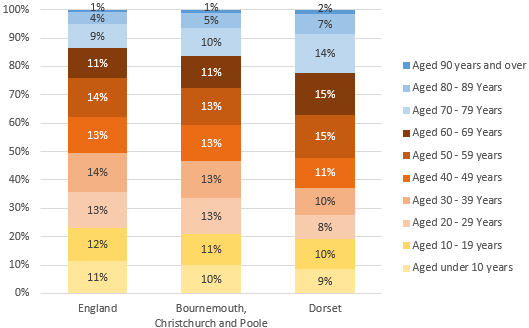 100%
90%
80%
70%
60%
50%
40%
30%
20%
10%
0%
1%
4%
9%
11%
14%
13%
14%
13%
12%
11%
England
1%
5%
10%
11%
13%
13%
13%
13%
11%
10%
Bournemouth,
Christchurch and Poole
2%
7%
14%
15%
15%
11%
10%
8%
10%
9%
Dorset
Aged 90 years and over
Aged 80 - 89 Years
Aged 70 - 79 Years
Aged 60 - 69 Years
Aged 50 - 59 years
Aged 40 - 49 years
Aged 30 - 39 Years
Aged 20 - 29 Years
Aged 10 - 19 years
Aged under 10 years